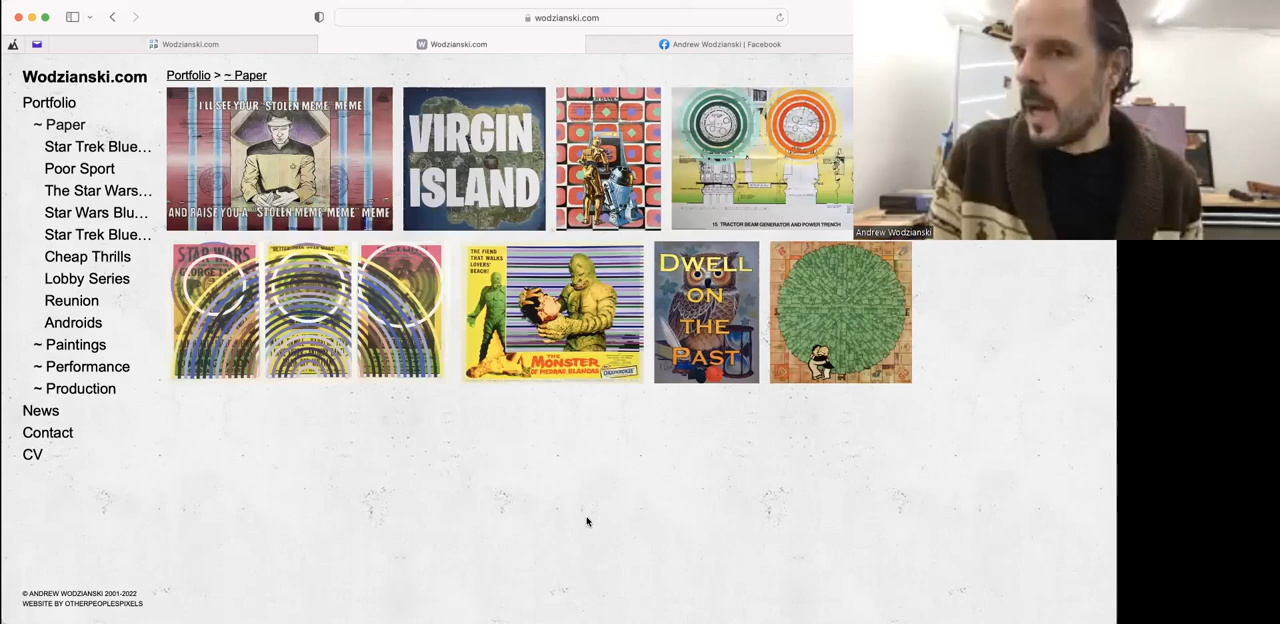 wodzianski.com
Wodzianski.com
Wodzianski.com
Andrew Wodzianski | Facebook
Wodzianski.com
Portfolio
~ Paper
Star Trek Blue...
Poor Sport
The Star Wars...
Star Wars Blu...
Star Trek Blue...
Cheap Thrills
Lobby Series
Reunion
Androids
~ Paintings
~ Performance
~ Production
News
Contact
CV
Portfolio > ~ Paper
I'LL SEE YOUR "STOLEN MEME" MEME
AND RAISE YOU A "STOLEN MEME MEME" MEME
VIRGIN
ISLAND
15 TRACTOR BEAM GENERATOR AND POWER TRENCH
STAR WARS
GEORGE
THE FIEND
THAT WALKS
LOVERS'
BEACH!
THE
MONSTER
OF PIEDRAS BLANCAS
DWELL
ON
THE
PAST
Andrew Wodzianski
© ANDREW WODZIANSKI 2001-2022
WEBSITE BY OTHERPEOPLESPIXELS